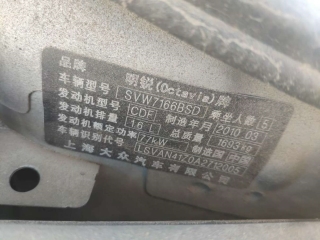 品牌 明锐(Octavia)牌
车辆型号 SVW7166BSD 乘坐人数 5
发动机型号 CDF 制造年月 2010 03
发动机排量 1.6 L 总质量
发动机额定功率 77kW 制造国 中国
车辆识别代号
上海大众汽车有限公司